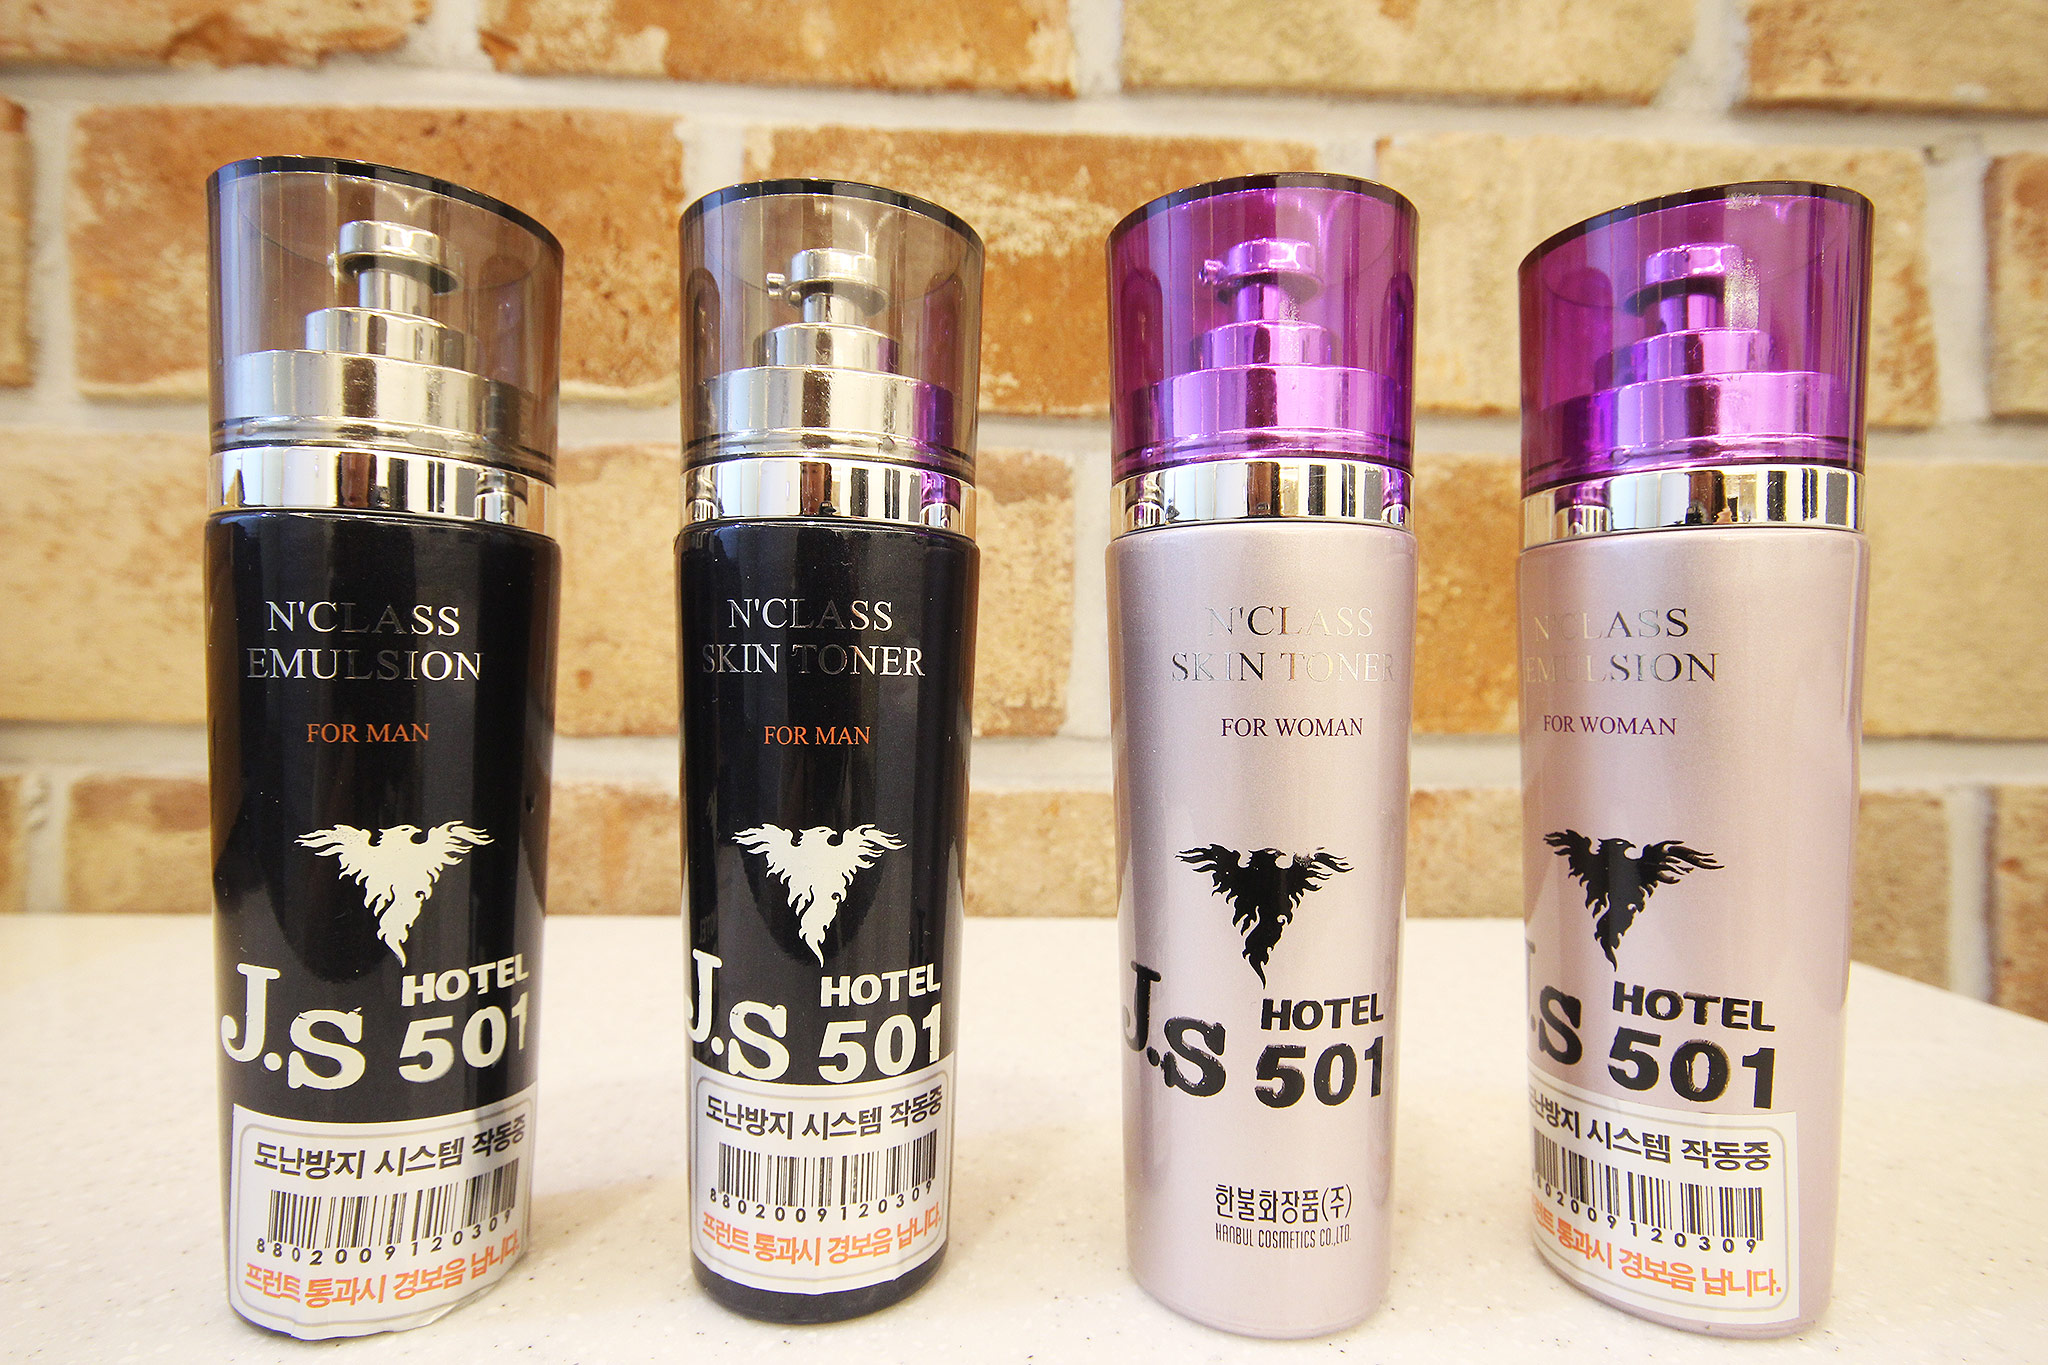 N'CLASS
EMULSION
FOR MAN
J.S HOTEL
501
도난방지 시스템 작동중
8802009120309
프런트 통과시 경보음 납니다.
N'CLASS
SKIN TONER
FOR MAN
J.S HOTEL
501
도난방지 시스템 작동중
8802009120309
프런트 통과시 경보음 납니다.
N'CLASS
SKIN TONER
FOR WOMAN
J.S HOTEL
501
한불화장품(주)
HANBUL COSMETICS CO.,LTD.
N'CLASS
EMULSION
FOR WOMAN
J.S HOTEL
501
도난방지 시스템 작동중
8802009120309
프런트 통과시 경보음 납니다.